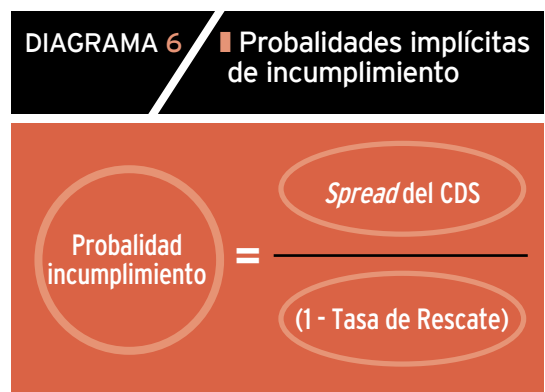 DIAGRAMA 6
Probalidades implícitas
de incumplimiento
Probalidad
incumplimiento
=
Spread del CDS
(1 - Tasa de Rescate)